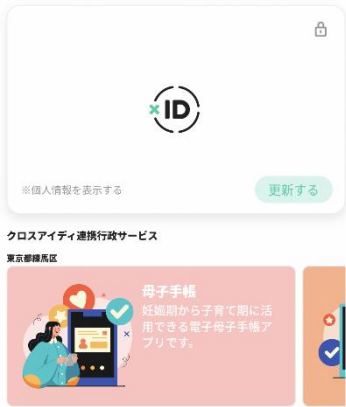 xID
※個人情報を表示する
更新する
クロスアイディ連携行政サービス
東京都練馬区
母子手帳
妊娠期から子育て期に活
用できる電子母子手帳ア
プリです。